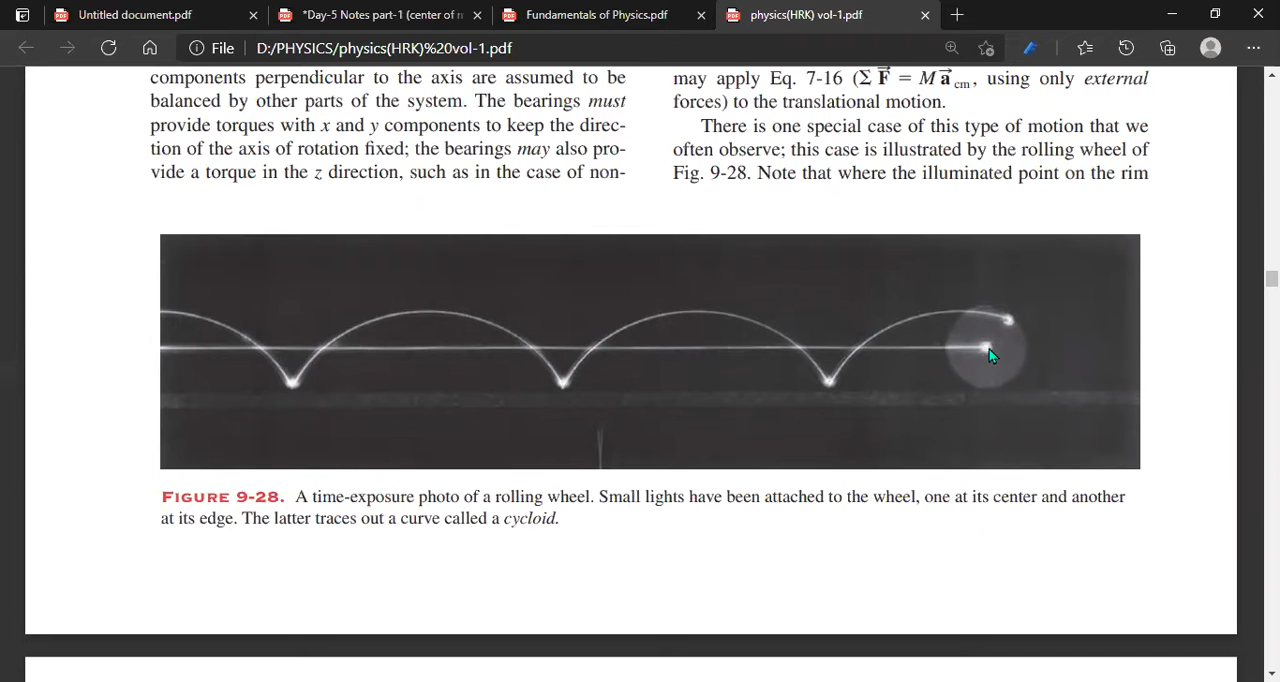 Untitled document.pdf
*Day-5 Notes part-1 (center of r
Fundamentals of Physics.pdf
physics(HRK) vol-1.pdf
File
D:/PHYSICS/physics(HRK)%20vol-1.pdf
components perpendicular to the axis are assumed to be
balanced by other parts of the system. The bearings must
provide torques with x and y components to keep the direc-
tion of the axis of rotation fixed; the bearings may also pro-
vide a torque in the z direction, such as in the case of non-
may apply Eq. 7-16 (Σ F⃗ = Ma⃗cm, using only external
forces) to the translational motion.
There is one special case of this type of motion that we
often observe; this case is illustrated by the rolling wheel of
Fig. 9-28. Note that where the illuminated point on the rim
FIGURE 9-28. A time-exposure photo of a rolling wheel. Small lights have been attached to the wheel, one at its center and another
at its edge. The latter traces out a curve called a cycloid.